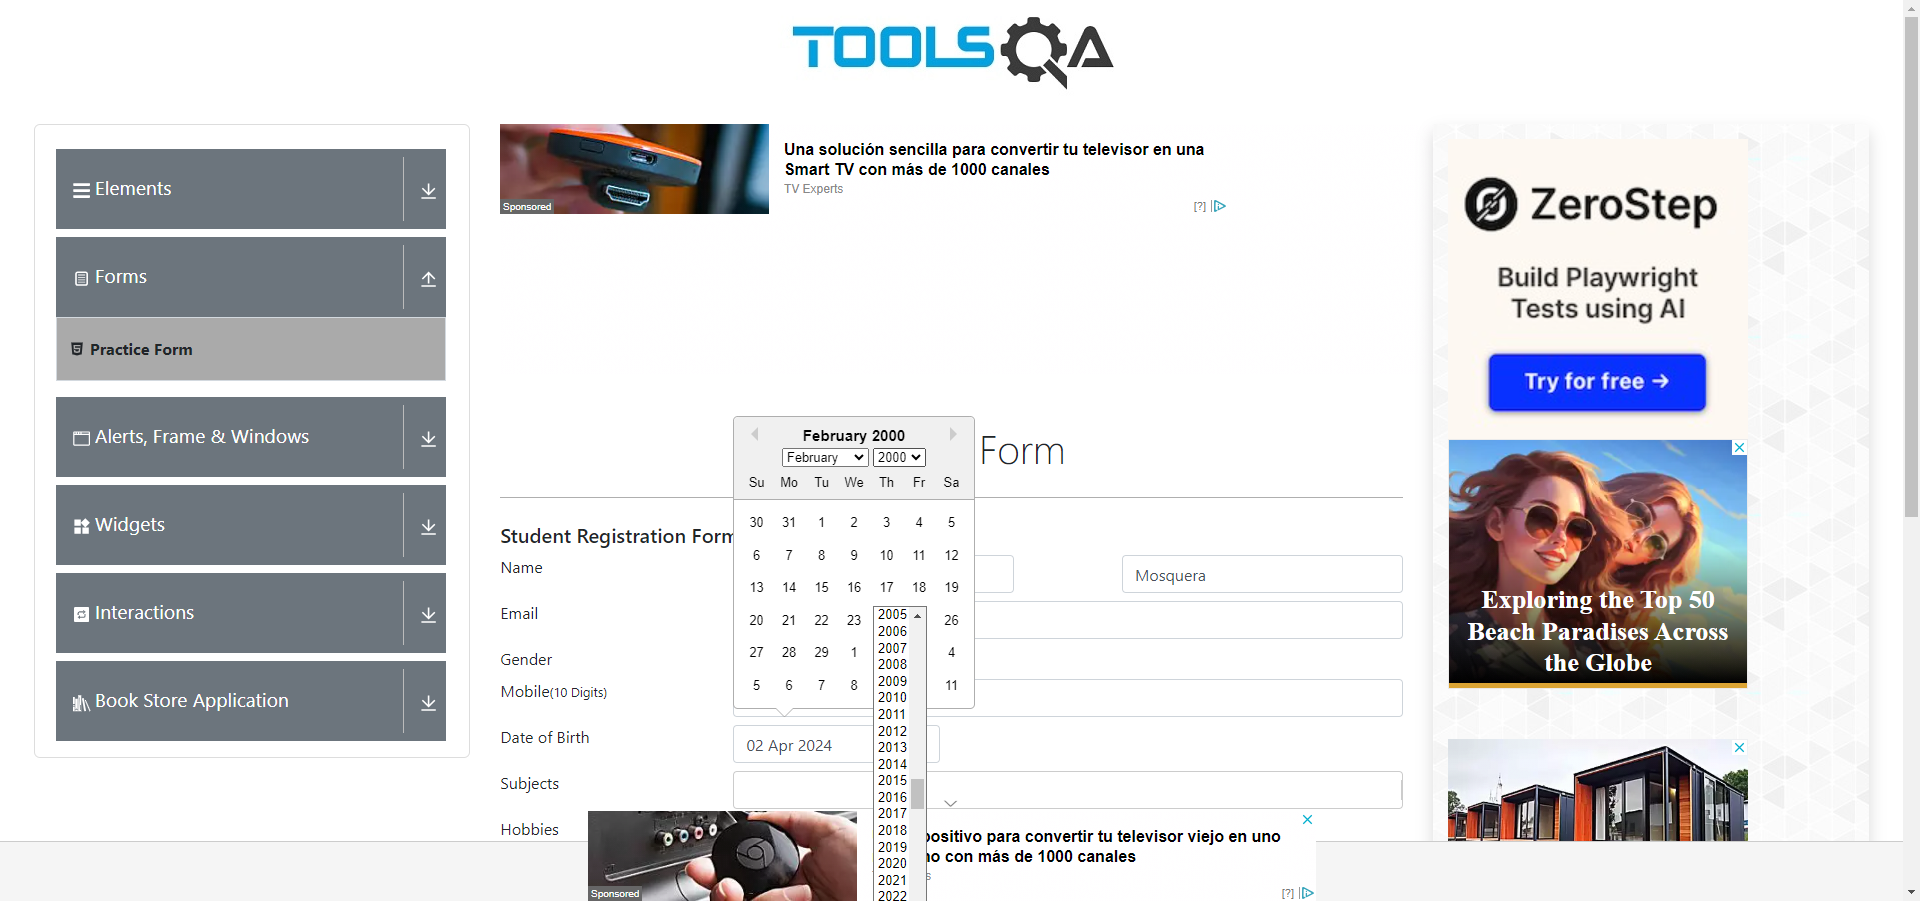 TOOLSQA
Elements
Forms
Practice Form
Alerts, Frame & Windows
Widgets
Interactions
Book Store Application
Sponsored
Una solución sencilla para convertir tu televisor en una
Smart TV con más de 1000 canales
TV Experts
[?]
Form
Student Registration Form
Name
Mosquera
Email
Gender
Mobile(10 Digits)
Date of Birth
02 Apr 2024
Subjects
Hobbies
February 2000
February 2000
Su Mo Tu We Th Fr Sa
30 31 1 2 3 4 5
6 7 8 9 10 11 12
13 14 15 16 17 18 19
20 21 22 23 26
27 28 29 1 4
5 6 7 8 11
2005
2006
2007
2008
2009
2010
2011
2012
2013
2014
2015
2016
2017
2018
2019
2020
2021
2022
Sponsored
positivo para convertir tu televisor viejo en uno
o con más de 1000 canales
s
[?]
ZeroStep
Build Playwright
Tests using AI
Try for free →
Exploring the Top 50
Beach Paradises Across
the Globe